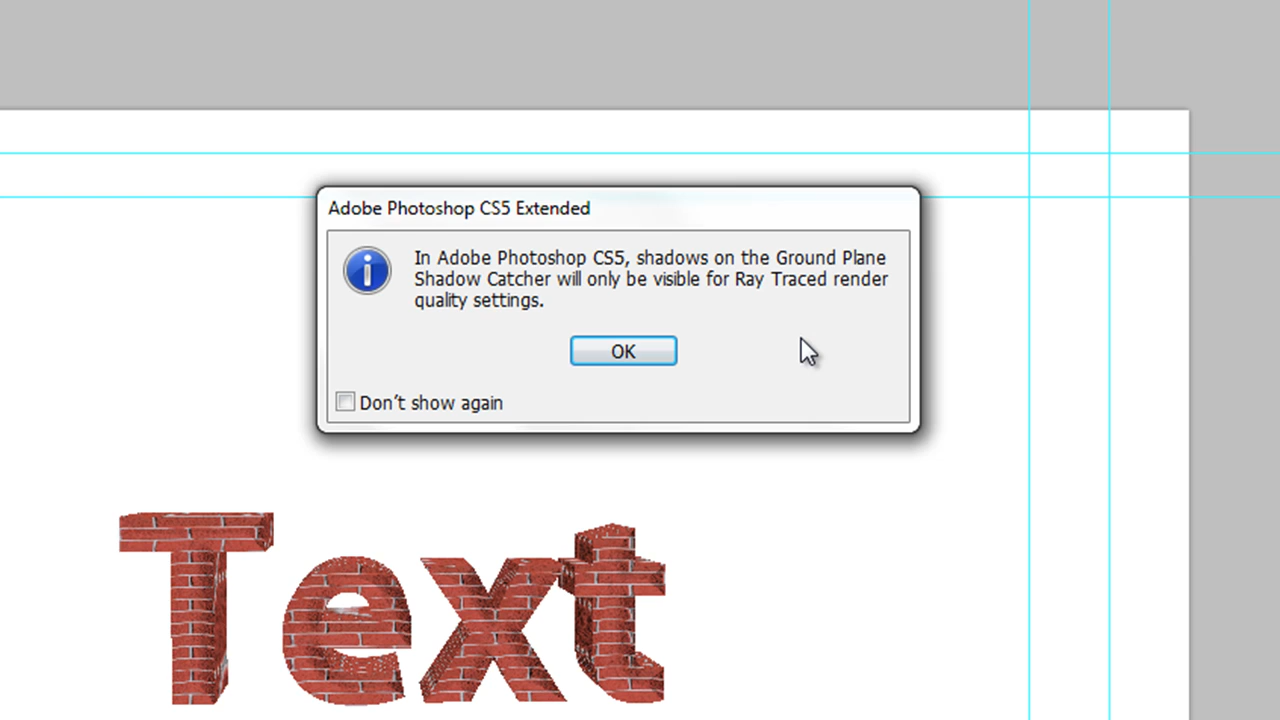 Adobe Photoshop CS5 Extended
In Adobe Photoshop CS5, shadows on the Ground Plane
Shadow Catcher will only be visible for Ray Traced render
quality settings.
OK
Don't show again
Text